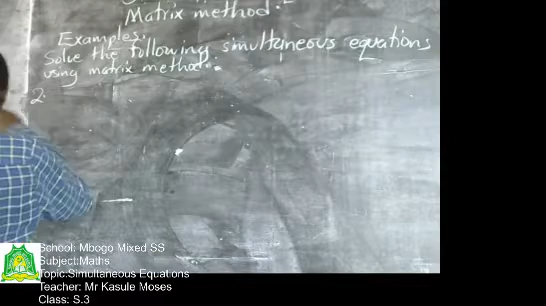 Matrix method.
Examples.
Solve the following simultaneous equations
using matrix method:
2
School: Mbogo Mixed SS
Subject:Maths
Topic:Simultaneous Equations
Teacher: Mr Kasule Moses
Class: S.3